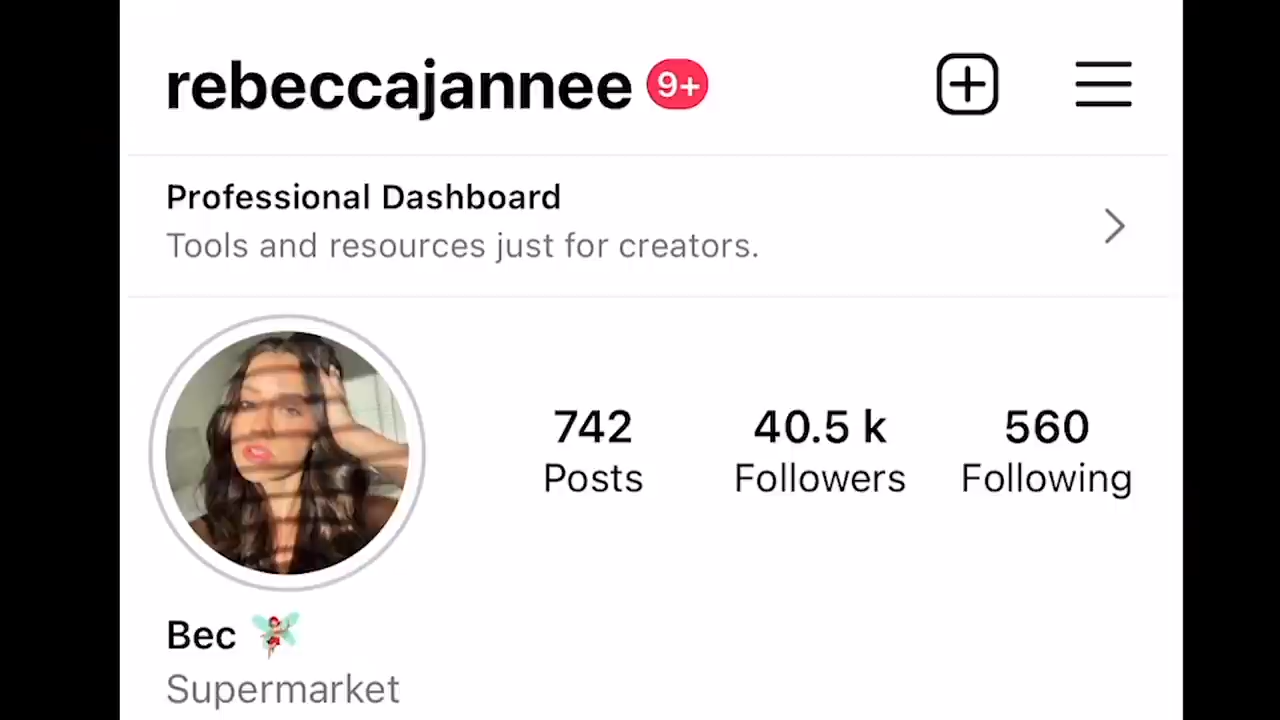 rebeccajannee 9+
Professional Dashboard
Tools and resources just for creators.
742 40.5 k 560
Posts Followers Following
Bec
Supermarket